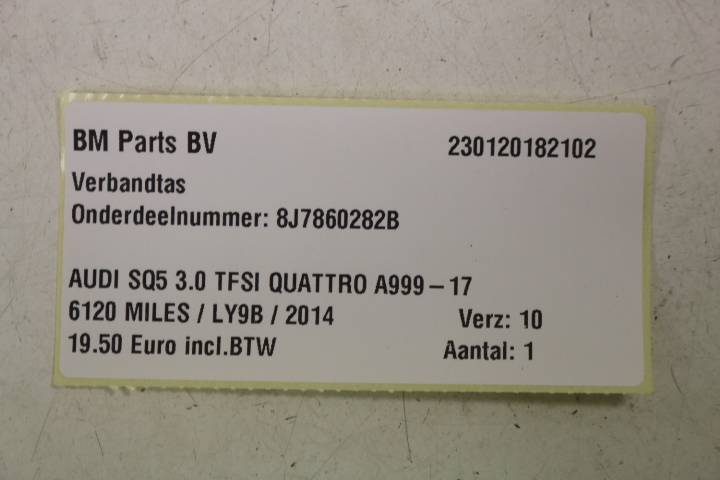 BM Parts BV 230120182102
Verbandtas
Onderdeelnummer: 8J7860282B
AUDI SQ5 3.0 TFSI QUATTRO A999-17
6120 MILES / LY9B / 2014 Verz: 10
19.50 Euro incl.BTW Aantal: 1